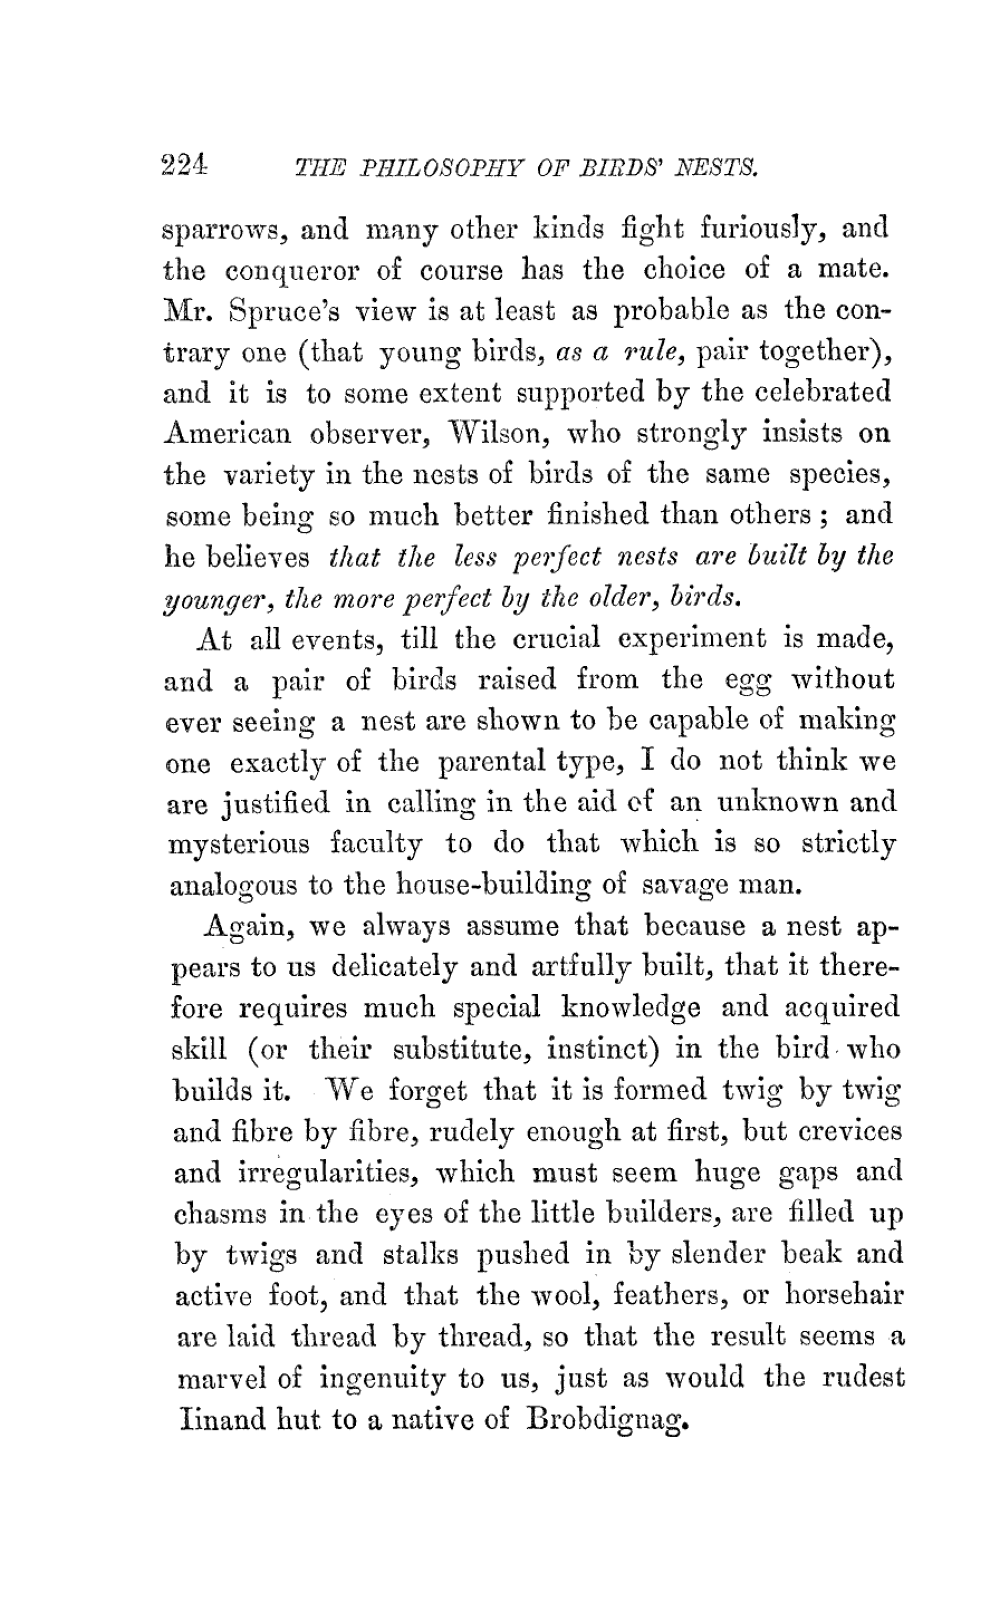 224 THE PHILOSOPHY OF BIRDS' NESTS.
sparrows, and many other kinds fight furiously, and
the conqueror of course has the choice of a mate.
Mr. Spruce's view is at least as probable as the con-
trary one (that young birds, as a rule, pair together),
and it is to some extent supported by the celebrated
American observer, Wilson, who strongly insists on
the variety in the nests of birds of the same species,
some being so much better finished than others ; and
he believes that the less perfect nests are built by the
younger, the more perfect by the older, birds.
At all events, till the crucial experiment is made,
and a pair of birds raised from the egg without
ever seeing a nest are shown to be capable of making
one exactly of the parental type, I do not think we
are justified in calling in the aid of an unknown and
mysterious faculty to do that which is so strictly
analogous to the house-building of savage man.
Again, we always assume that because a nest ap-
pears to us delicately and artfully built, that it there-
fore requires much special knowledge and acquired
skill (or their substitute, instinct) in the bird who
builds it. We forget that it is formed twig by twig
and fibre by fibre, rudely enough at first, but crevices
and irregularities, which must seem huge gaps and
chasms in the eyes of the little builders, are filled up
by twigs and stalks pushed in by slender beak and
active foot, and that the wool, feathers, or horsehair
are laid thread by thread, so that the result seems a
marvel of ingenuity to us, just as would the rudest
Iinand hut to a native of Brobdignag.